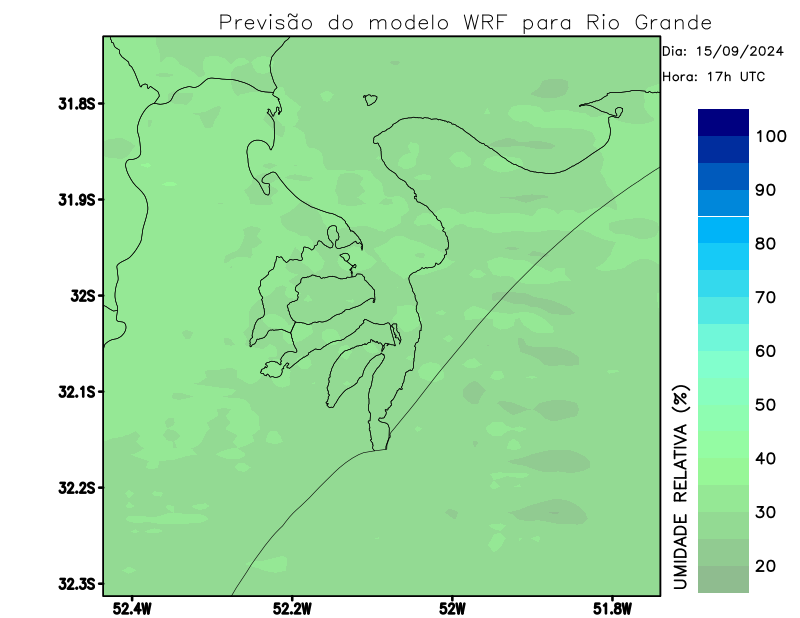 Previsão do modelo WRF para Rio Grande
Dia: 15/09/2024
Hora: 17h UTC
31.8S
31.9S
32S
32.1S
32.2S
32.3S
52.4W
52.2W
52W
51.8W
100
90
80
70
60
50
40
30
20
UMIDADE RELATIVA (%)